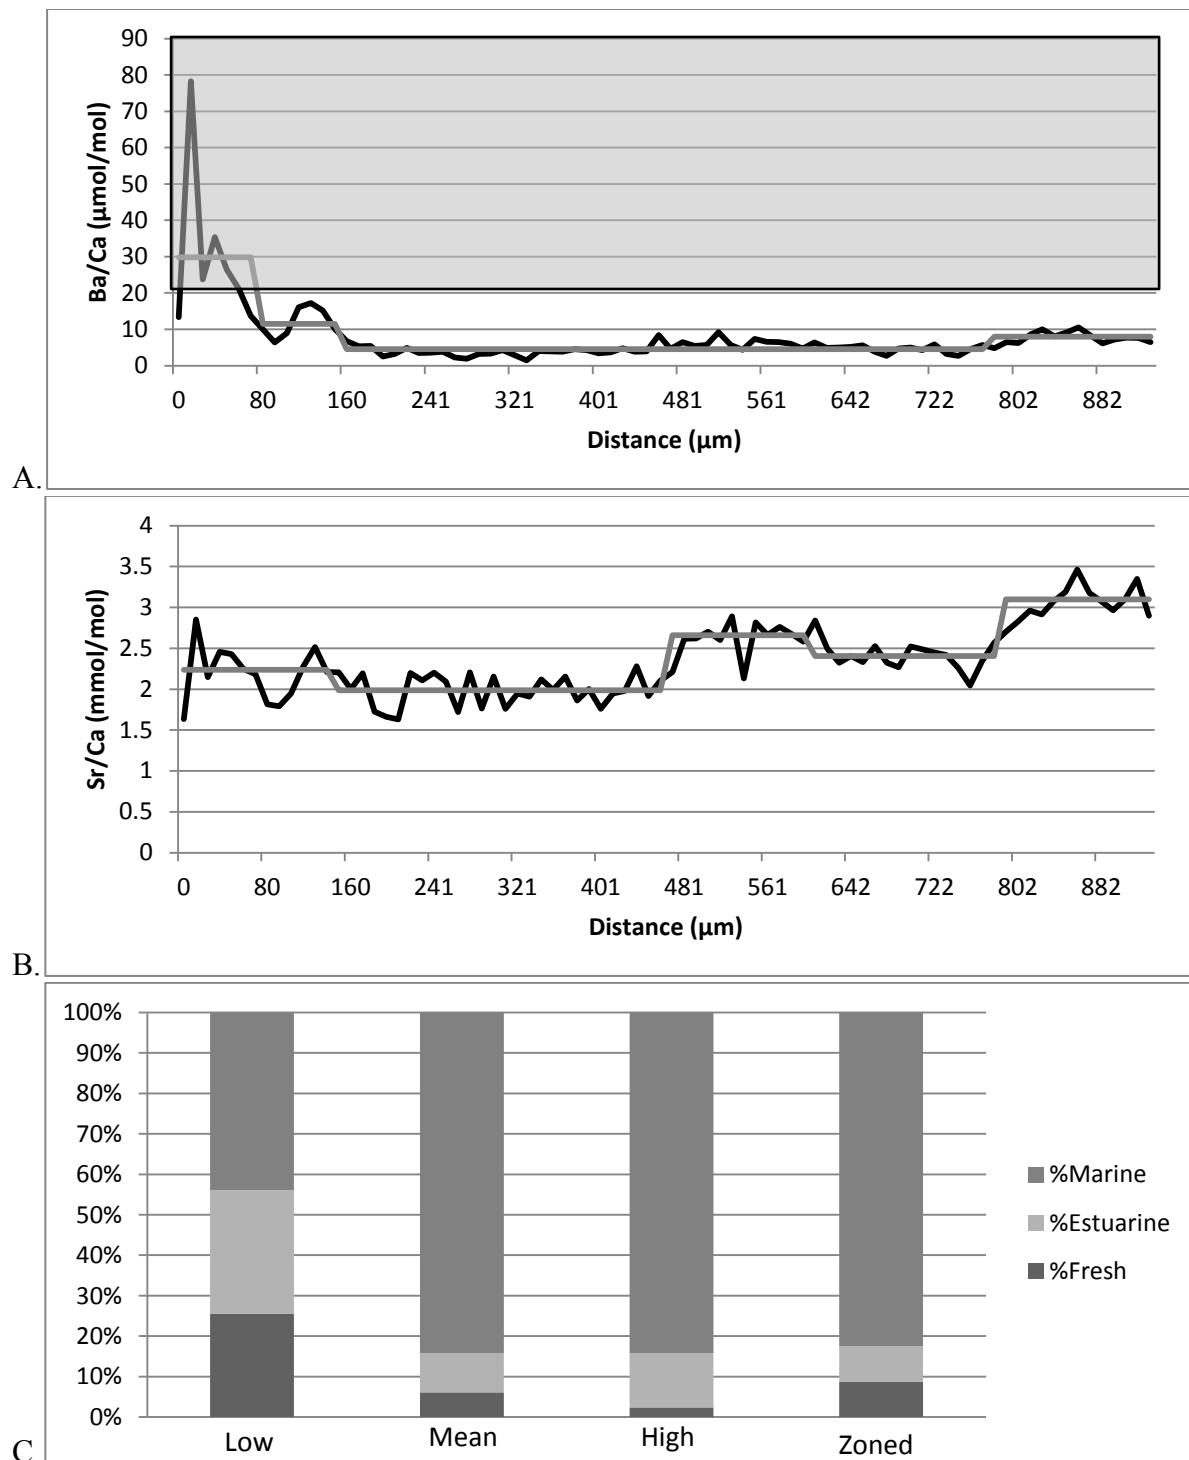 90
80
70
60
50
40
30
20
10
0
Ba/Ca (µmol/mol)
0 80 160 241 321 401 481 561 642 722 802 882
Distance (µm)
A.
4
3.5
3
2.5
2
1.5
1
0.5
0
Sr/Ca (mmol/mol)
0 80 160 241 321 401 481 561 642 722 802 882
Distance (µm)
B.
100%
90%
80%
70%
60%
50%
40%
30%
20%
10%
0%
%Marine
%Estuarine
%Fresh
Low Mean High Zoned
C